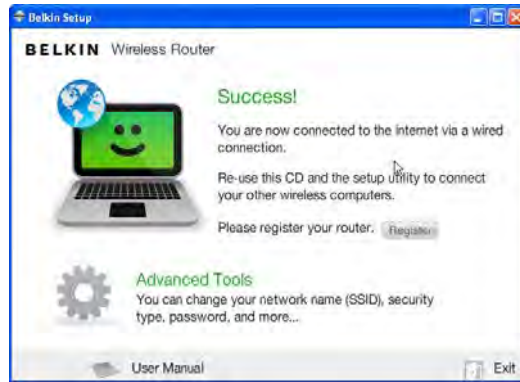 Belkin Setup
BELKIN Wireless Router
Success!
You are now connected to the internet via a wired
connection.
Re-use this CD and the setup utility to connect
your other wireless computers.
Please register your router. Register
Advanced Tools
You can change your network name (SSID), security
type, password, and more...
User Manual
Exit